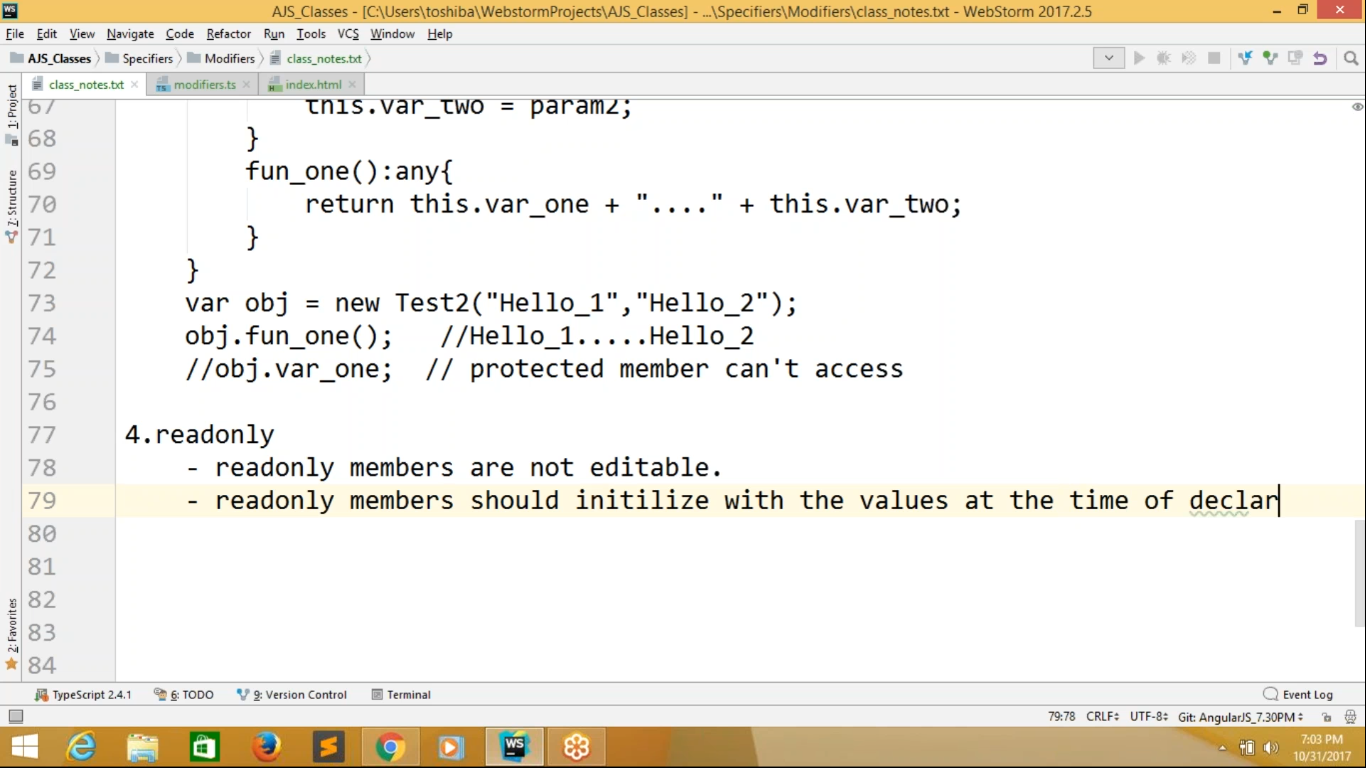 AJS_Classes - [C:\Users\toshiba\WebstormProjects\AJS_Classes] - ...\Specifiers\Modifiers\class_notes.txt - WebStorm 2017.2.5
File Edit View Navigate Code Refactor Run Tools VCS Window Help
AJS_Classes Specifiers Modifiers class_notes.txt
class_notes.txt modifiers.ts index.html
1: Project
7: Structure
2: Favorites
67 this.var_two = param2;
68 }
69 fun_one():any{
70 return this.var_one + "...." + this.var_two;
71 }
72 }
73 var obj = new Test2("Hello_1","Hello_2");
74 obj.fun_one(); //Hello_1.....Hello_2
75 //obj.var_one; // protected member can't access
76
77 4.readonly
78 - readonly members are not editable.
79 - readonly members should initilize with the values at the time of declar
80
81
82
83
84
TypeScript 2.4.1 6: TODO 9: Version Control Terminal Event Log
79:78 CRLF UTF-8 Git: AngularJS_7.30PM
7:03 PM
10/31/2017